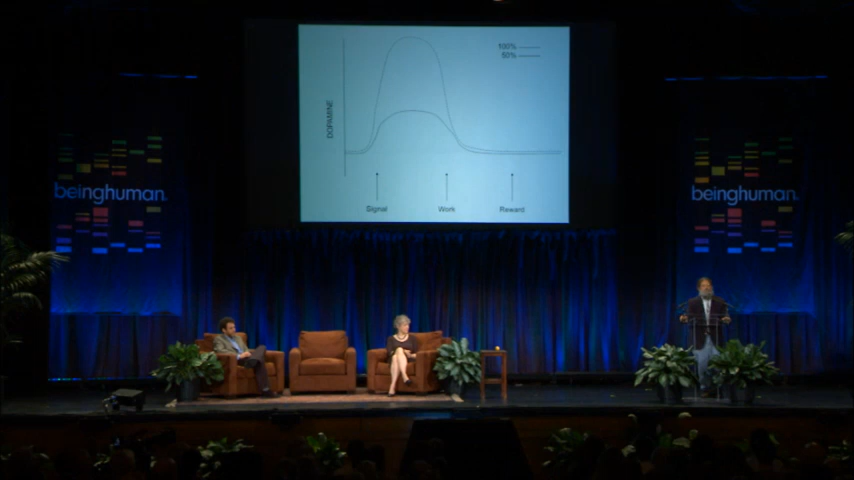 100%
50%
DOPAMINE
Signal
Work
Reward
beinghuman.
beinghuman.